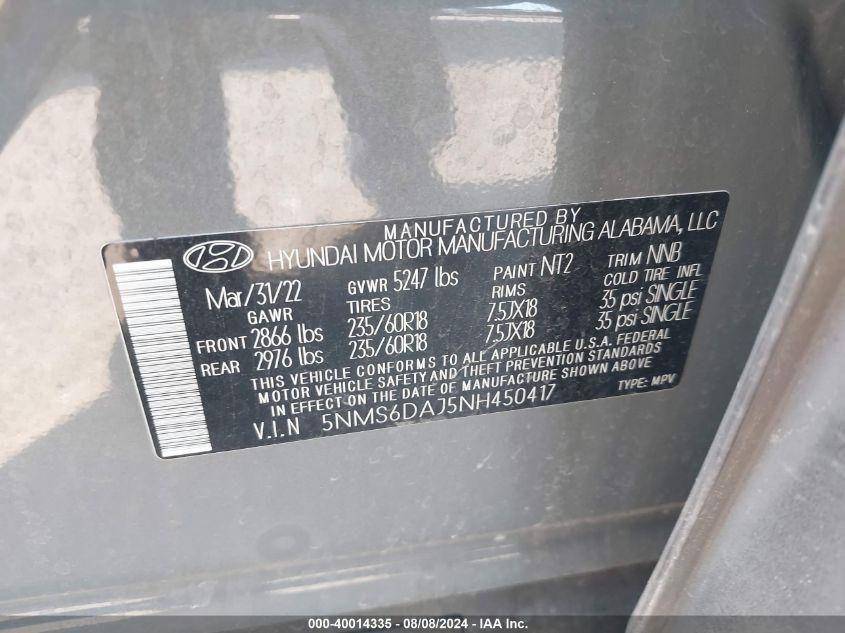 MANUFACTURED BY
HYUNDAI MOTOR MANUFACTURING ALABAMA, LLC
Mar/31/22 GVWR 5247 lbs PAINT NT2 TRIM NNB
GAWR TIRES RIMS COLD TIRE INFL
FRONT 2866 lbs 235/60R18 7.5JX18 35 psi SINGLE
REAR 2976 lbs 235/60R18 7.5JX18 35 psi SINGLE
THIS VEHICLE CONFORMS TO ALL APPLICABLE U.S.A. FEDERAL
MOTOR VEHICLE SAFETY AND THEFT PREVENTION STANDARDS
IN EFFECT ON THE DATE OF MANUFACTURE SHOWN ABOVE
V.I.N 5NMS6DAJ5NH450417 TYPE: MPV
000-40014335 - 08/08/2024 - IAA Inc.